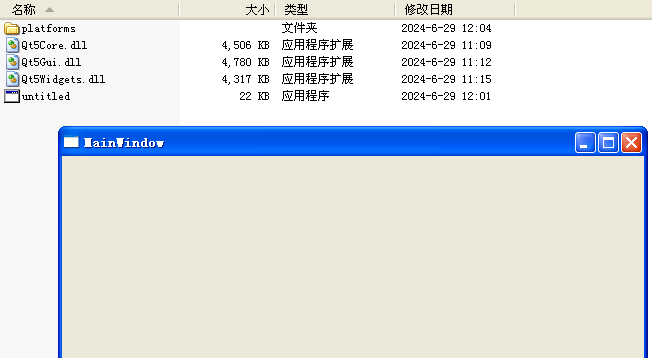 名称 大小 类型 修改日期
platforms 文件夹 2024-6-29 12:04
Qt5Core.dll 4,506 KB 应用程序扩展 2024-6-29 11:09
Qt5Gui.dll 4,780 KB 应用程序扩展 2024-6-29 11:12
Qt5Widgets.dll 4,317 KB 应用程序扩展 2024-6-29 11:15
untitled 22 KB 应用程序 2024-6-29 12:01
MainWindow